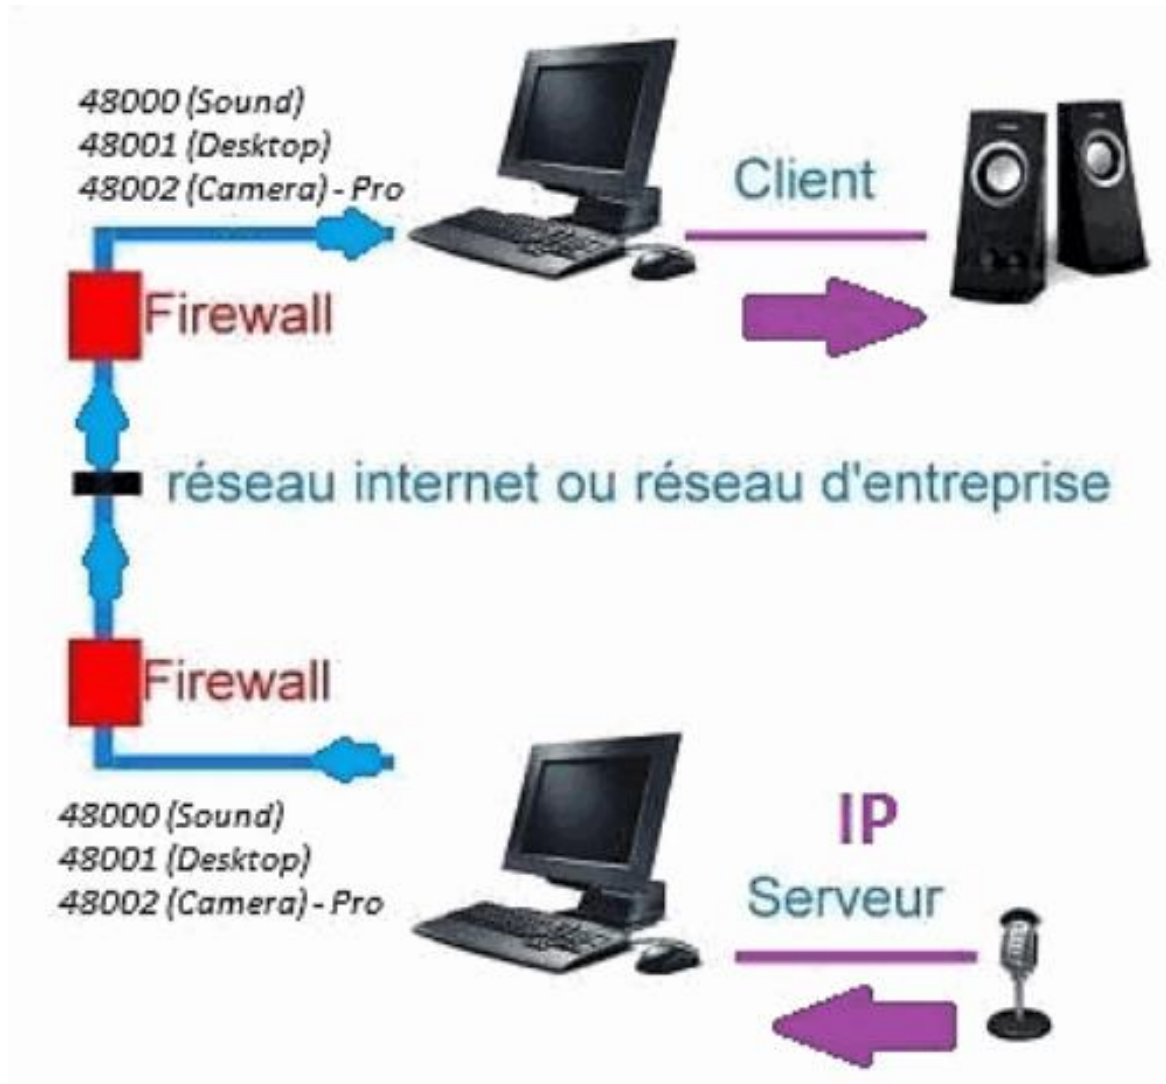 48000 (Sound)
48001 (Desktop)
48002 (Camera) - Pro
Client
Firewall
réseau internet ou réseau d'entreprise
Firewall
48000 (Sound)
48001 (Desktop)
48002 (Camera) - Pro
IP
Serveur